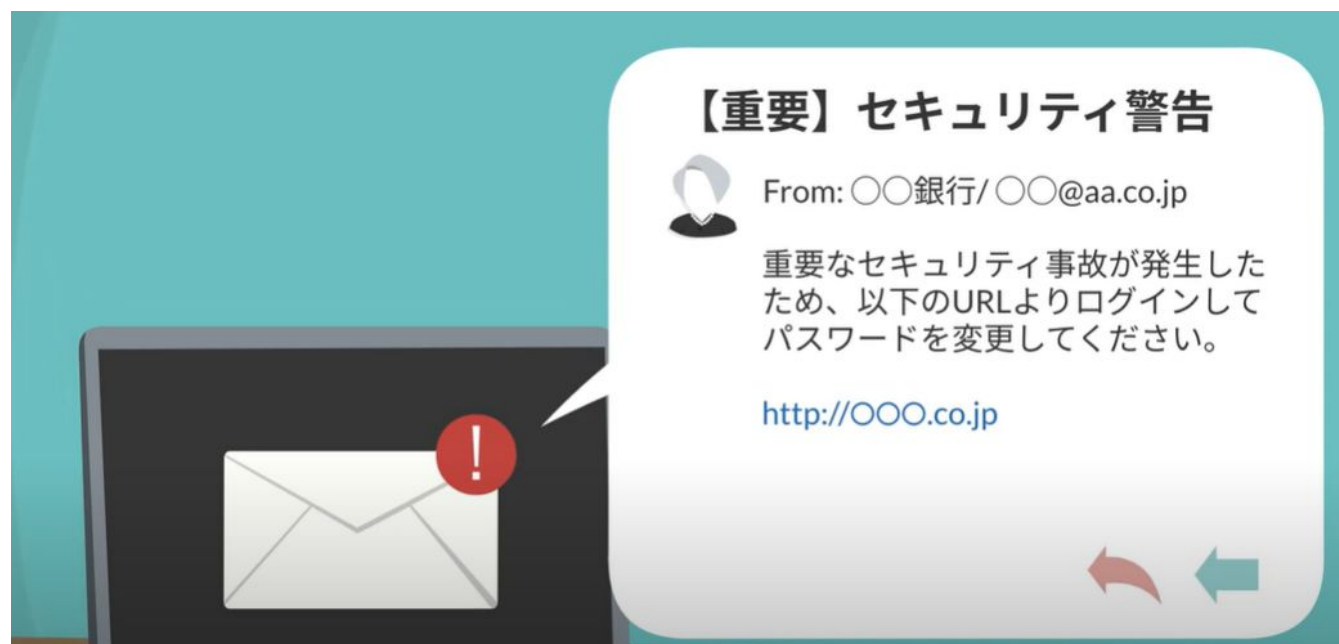 【重要】セキュリティ警告
From: ○○銀行/ ○○@aa.co.jp
重要なセキュリティ事故が発生した
ため、以下のURLよりログインして
パスワードを変更してください。
http://○○○.co.jp
!